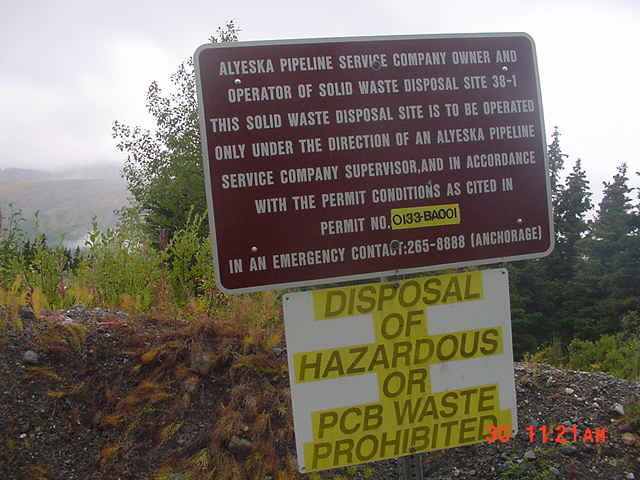 ALYESKA PIPELINE SERVICE COMPANY OWNER AND
OPERATOR OF SOLID WASTE DISPOSAL SITE 38-1
THIS SOLID WASTE DISPOSAL SITE IS TO BE OPERATED
ONLY UNDER THE DIRECTION OF AN ALYESKA PIPELINE
SERVICE COMPANY SUPERVISOR,AND IN ACCORDANCE
WITH THE PERMIT CONDITIONS AS CITED IN
PERMIT NO. 0133-BA001
IN AN EMERGENCY CONTACT:265-8888 (ANCHORAGE)
DISPOSAL
OF
HAZARDOUS
OR
PCB WASTE
PROHIBITED
30 11:21 AM